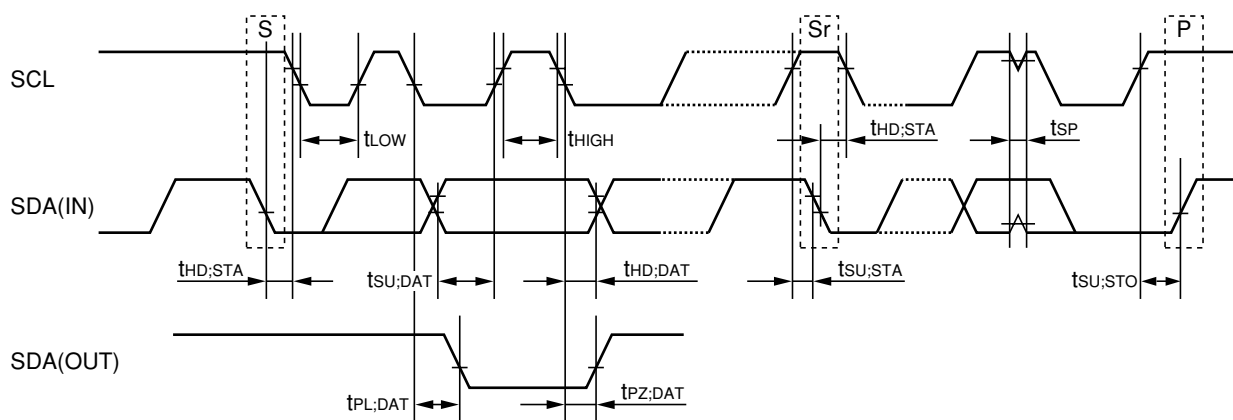 S Sr P
SCL
tLOW tHIGH tHD;STA tSP
SDA(IN)
tHD;STA tSU;DAT tHD;DAT tSU;STA tSU;STO
SDA(OUT)
tPL;DAT tPZ;DAT